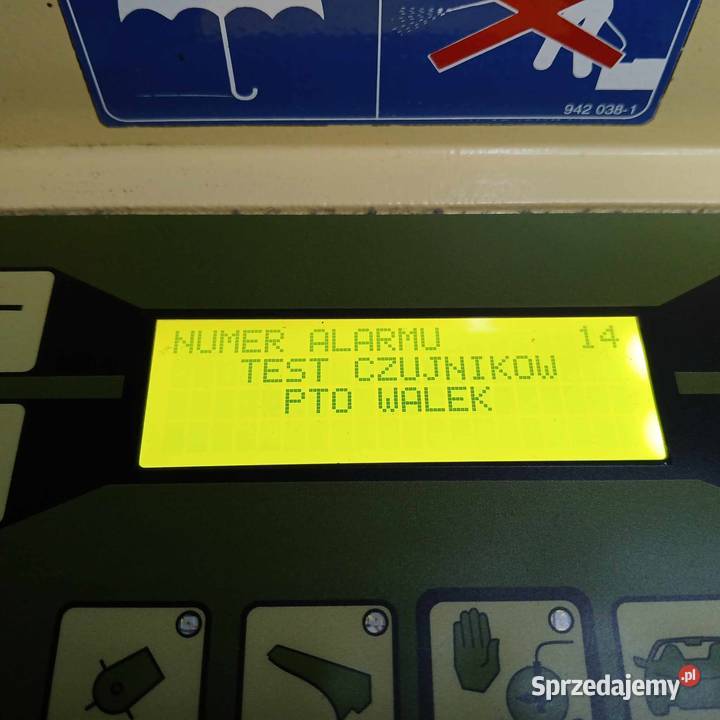 942 038-1
NUMER ALARMU 14
TEST CZUJNIKOW
PTO WALEK
Sprzedajemy.pl